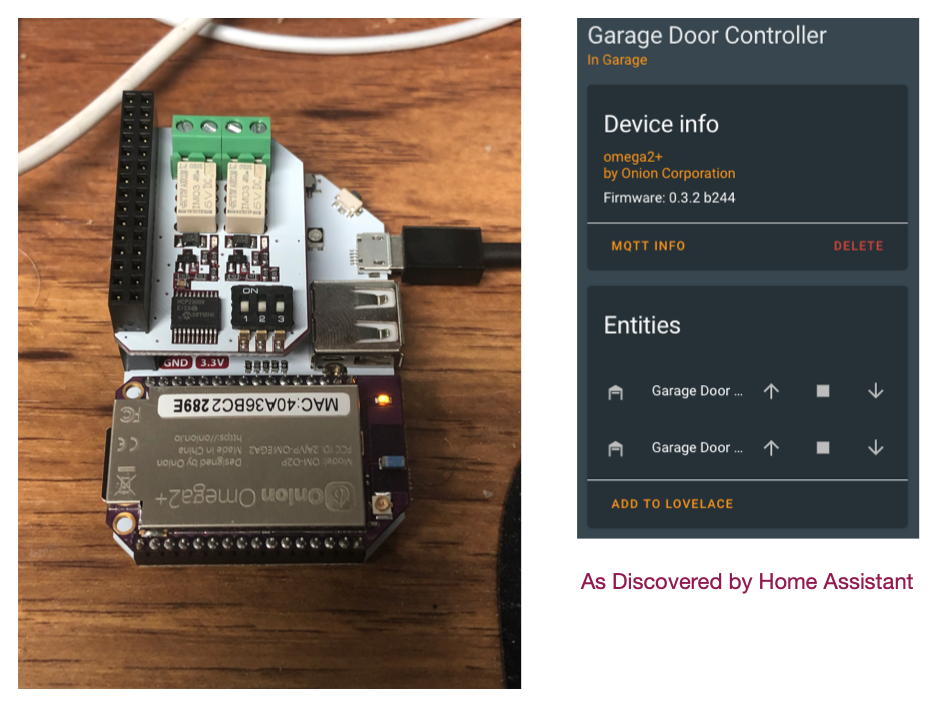 ON
1 2 3
GND 3.3V
MAC:40A36BC2289E
FCC ID: 2AJVP-OMEGA2
Model: OM-O2P
https://onion.io
Made in China
Designed by Onion
Onion Omega2+
Garage Door Controller
In Garage
Device info
omega2+
by Onion Corporation
Firmware: 0.3.2 b244
MQTT INFO DELETE
Entities
Garage Door ...
Garage Door ...
ADD TO LOVELACE
As Discovered by Home Assistant